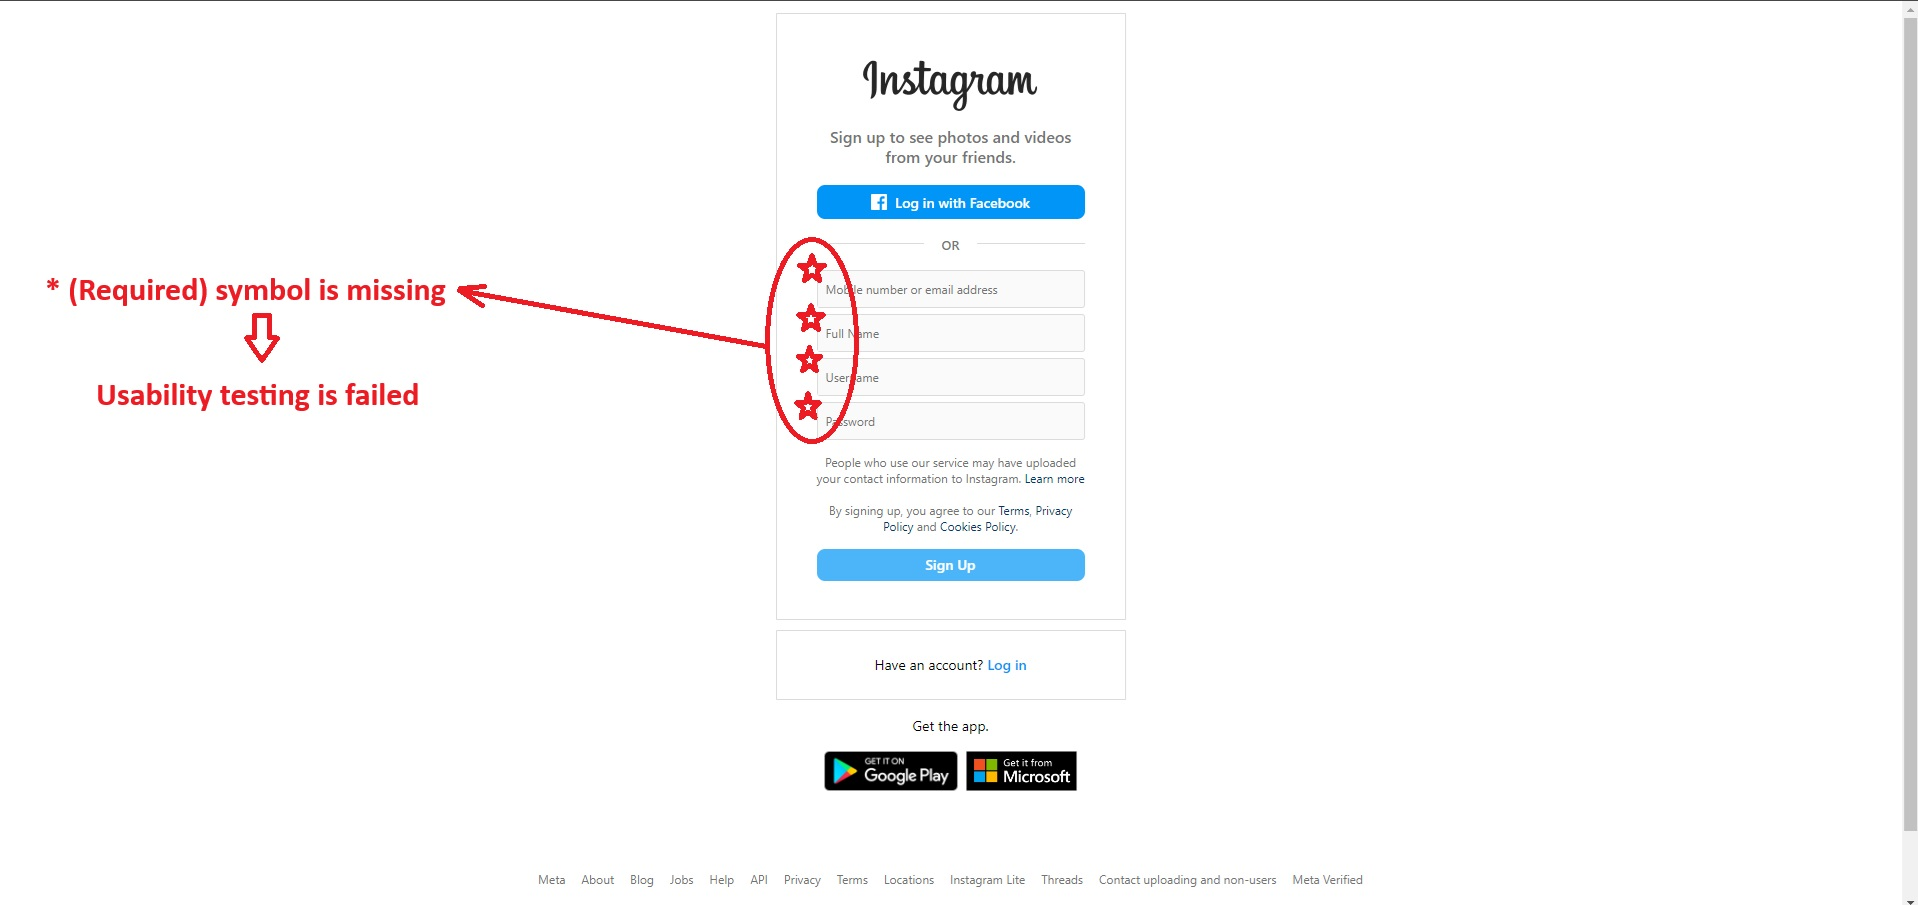 Instagram
Sign up to see photos and videos
from your friends.
Log in with Facebook
OR
* (Required) symbol is missing
Usability testing is failed
Mobile number or email address
Full Name
Username
Password
People who use our service may have uploaded
your contact information to Instagram. Learn more
By signing up, you agree to our Terms, Privacy
Policy and Cookies Policy.
Sign Up
Have an account? Log in
Get the app.
GET IT ON
Google Play
Get it from
Microsoft
Meta About Blog Jobs Help API Privacy Terms Locations Instagram Lite Threads Contact uploading and non-users Meta Verified